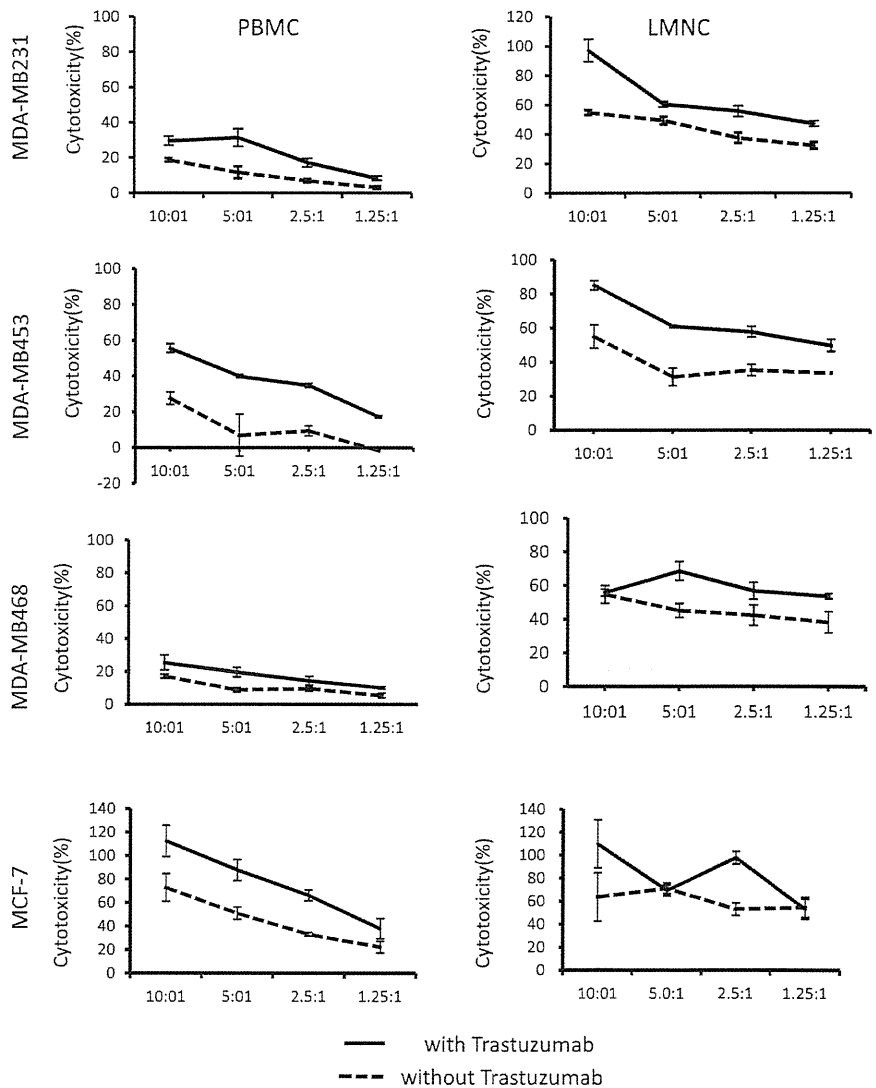 PBMC
LMNC
MDA-MB231
Cytotoxicity(%)
100
80
60
40
20
0
10:01 5:01 2.5:1 1.25:1
Cytotoxicity(%)
120
100
80
60
40
20
0
10:01 5:01 2.5:1 1.25:1
MDA-MB453
Cytotoxicity(%)
100
80
60
40
20
0
-20
10:01 5:01 2.5:1 1.25:1
Cytotoxicity(%)
100
80
60
40
20
0
10:01 5:01 2.5:1 1.25:1
MDA-MB468
Cytotoxicity(%)
100
80
60
40
20
0
10:01 5:01 2.5:1 1.25:1
Cytotoxicity(%)
100
80
60
40
20
0
10:01 5:01 2.5:1 1.25:1
MCF-7
Cytotoxicity(%)
140
120
100
80
60
40
20
0
10:01 5:01 2.5:1 1.25:1
Cytotoxicity(%)
140
120
100
80
60
40
20
0
10:01 5.0:1 2.5:1 1.25:1
with Trastuzumab
without Trastuzumab